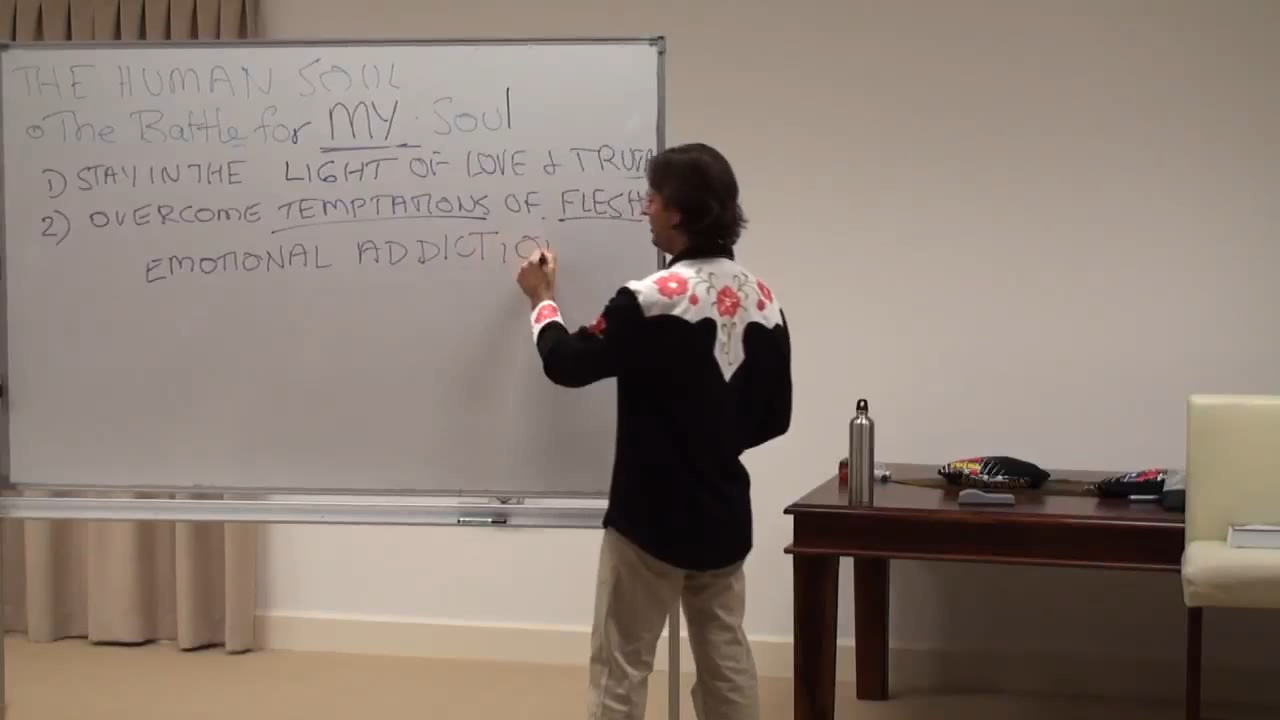 THE HUMAN SOUL
The Battle for MY Soul
1) STAY IN THE LIGHT OF LOVE & TRUTH
2) OVERCOME TEMPTATIONS OF FLESH
EMOTIONAL ADDICTIO